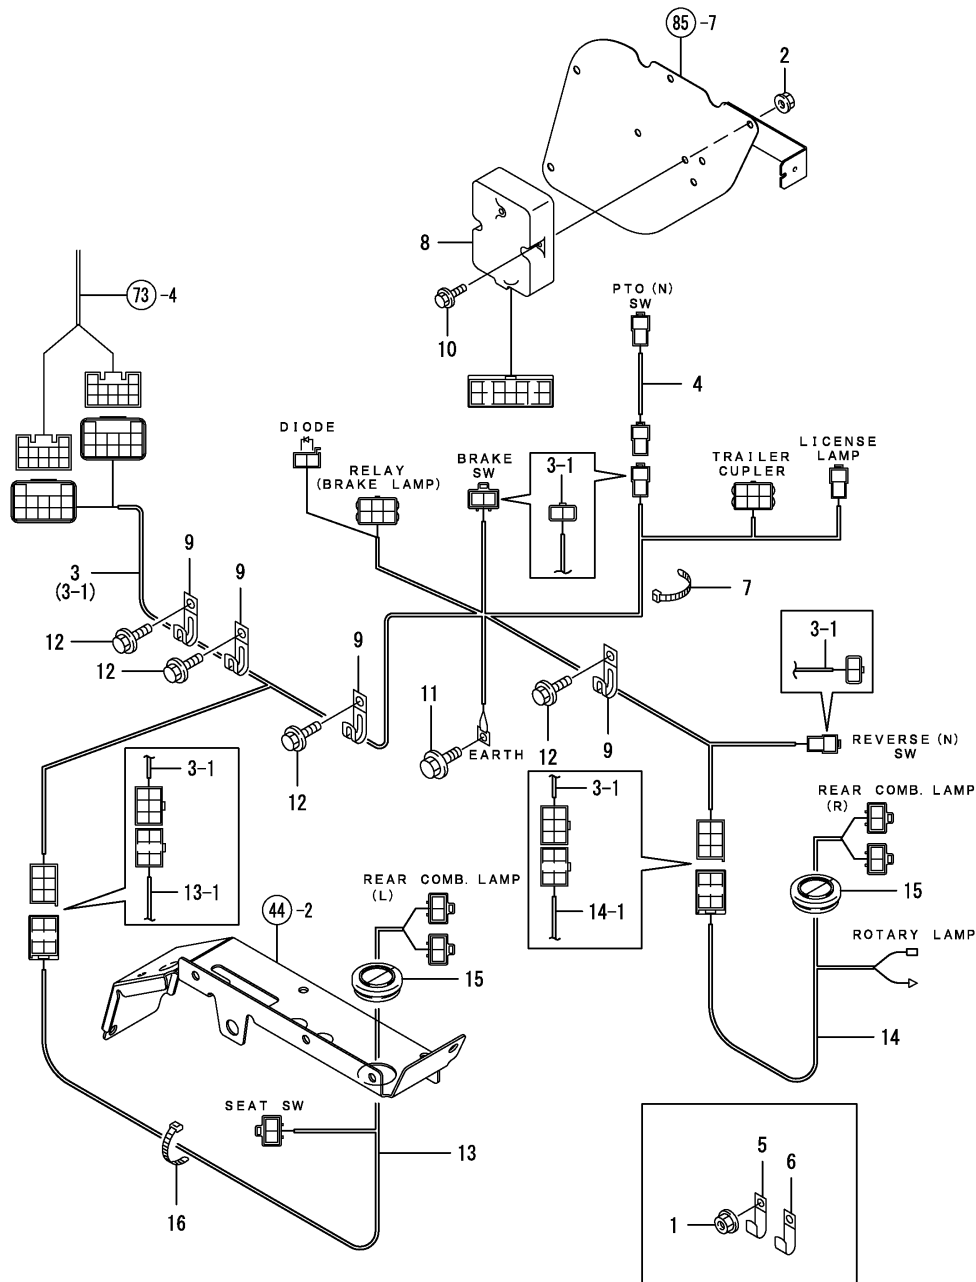 85 -7
2
8
PTO (N)
SW
73 -4
10
4
DIODE
RELAY
(BRAKE LAMP)
BRAKE
SW
3-1
TRAILER
CUPLER
LICENSE
LAMP
9
9
3
(3-1)
7
12
12
9
3-1
11
12
9
EARTH
12
REVERSE (N)
SW
3-1
3-1
REAR COMB. LAMP
(R)
13-1
REAR COMB. LAMP
(L)
14-1
15
44 -2
15
ROTARY LAMP
14
SEAT SW
13
5
6
16
1